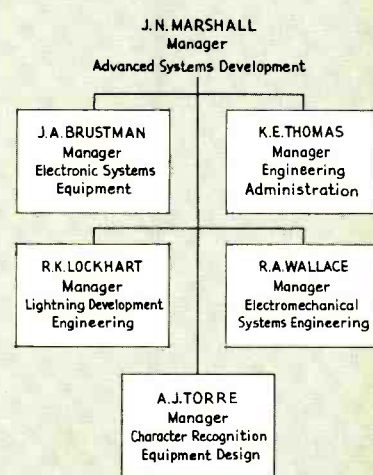 J.N. MARSHALL
Manager
Advanced Systems Development
J.A. BRUSTMAN
Manager
Electronic Systems
Equipment
K.E. THOMAS
Manager
Engineering
Administration
R.K. LOCKHART
Manager
Lightning Development
Engineering
R.A. WALLACE
Manager
Electromechanical
Systems Engineering
A.J. TORRE
Manager
Character Recognition
Equipment Design